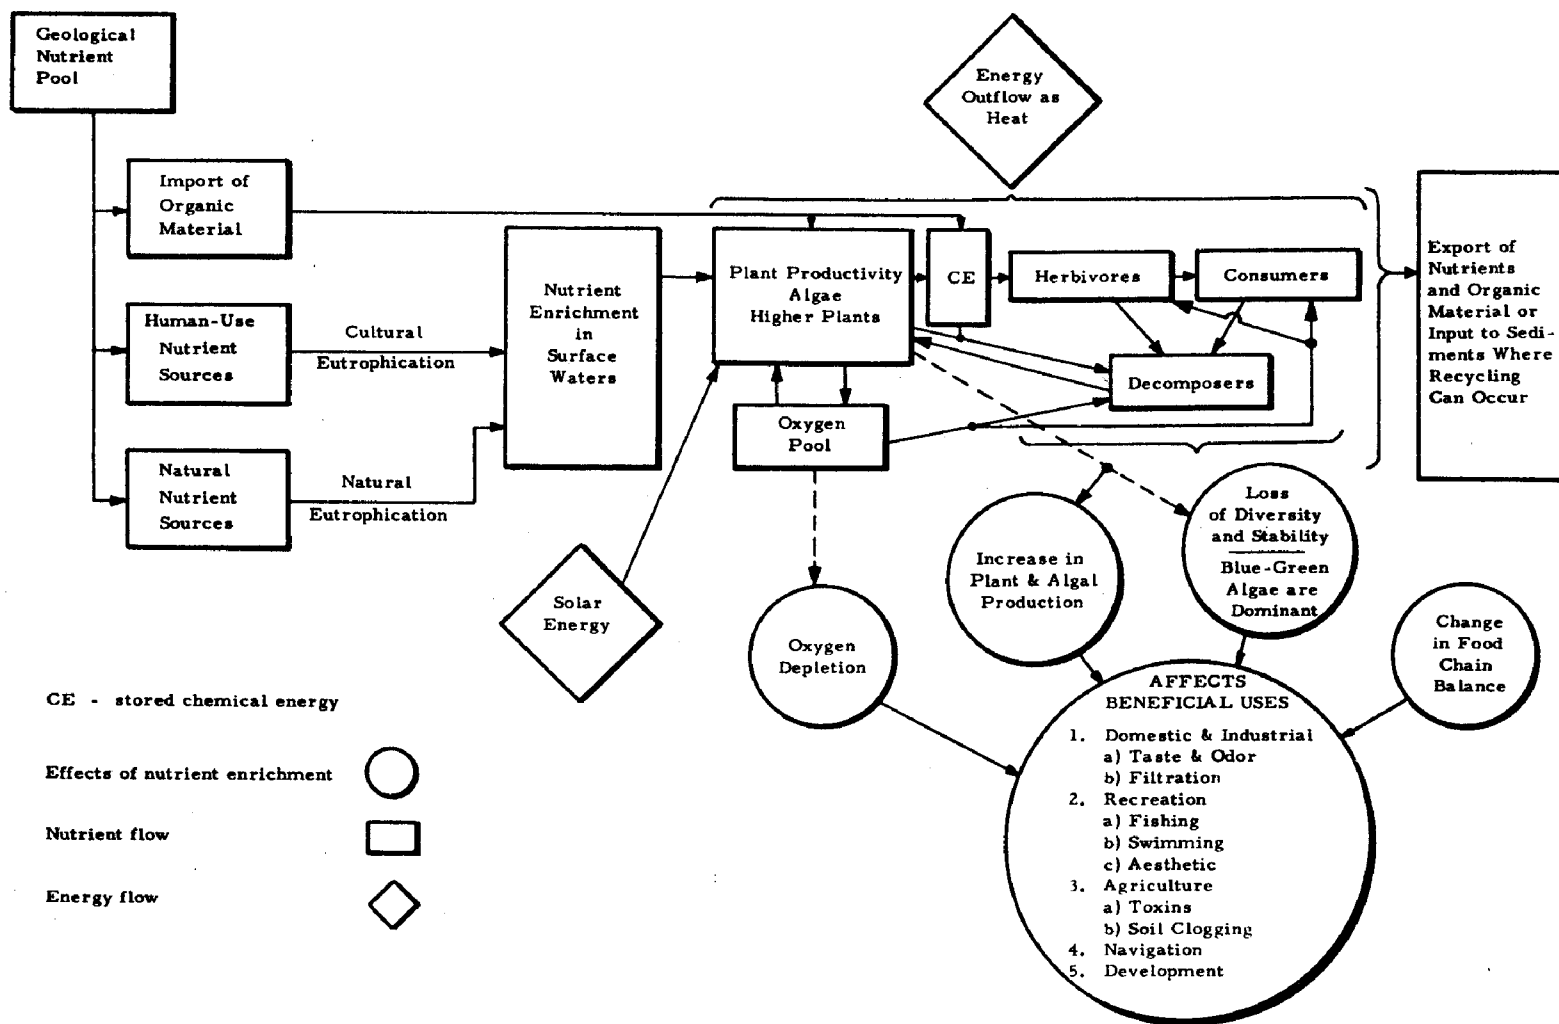 Geological
Nutrient
Pool
Energy
Outflow as
Heat
Import of
Organic
Material
Human-Use
Nutrient
Sources
Cultural
Eutrophication
Natural
Nutrient
Sources
Natural
Eutrophication
Nutrient
Enrichment
in
Surface
Waters
Plant Productivity
Algae
Higher Plants
CE
Herbivores
Consumers
Decomposers
Oxygen
Pool
Export of
Nutrients
and Organic
Material or
Input to Sedi-
ments Where
Recycling
Can Occur
Solar
Energy
Oxygen
Depletion
Increase in
Plant & Algal
Production
Loss
of Diversity
and Stability
Blue-Green
Algae are
Dominant
Change
in Food
Chain
Balance
AFFECTS
BENEFICIAL USES
1. Domestic & Industrial
a) Taste & Odor
b) Filtration
2. Recreation
a) Fishing
b) Swimming
c) Aesthetic
3. Agriculture
a) Toxins
b) Soil Clogging
4. Navigation
5. Development
CE - stored chemical energy
Effects of nutrient enrichment
Nutrient flow
Energy flow